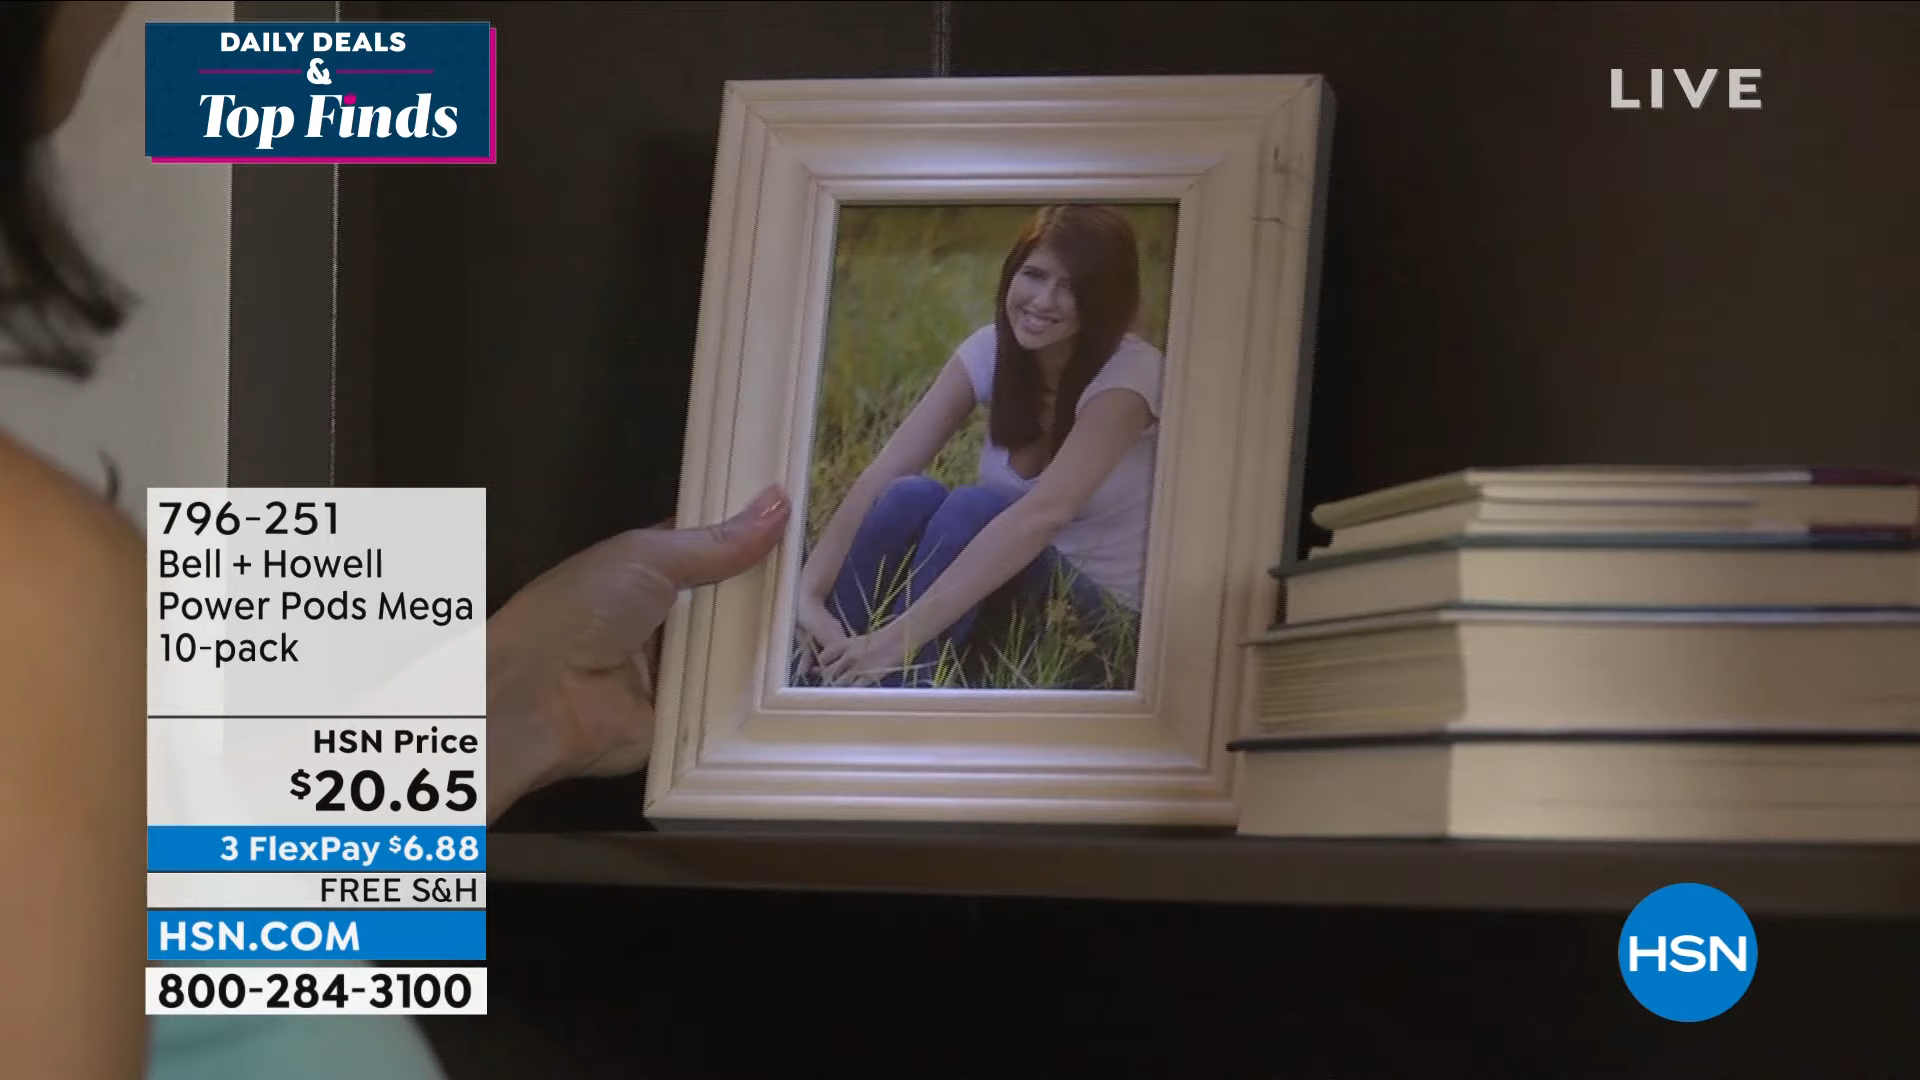 DAILY DEALS
&
Top Finds
LIVE
796-251
Bell + Howell
Power Pods Mega
10-pack
HSN Price
$20.65
3 FlexPay $6.88
FREE S&H
HSN.COM
800-284-3100
HSN